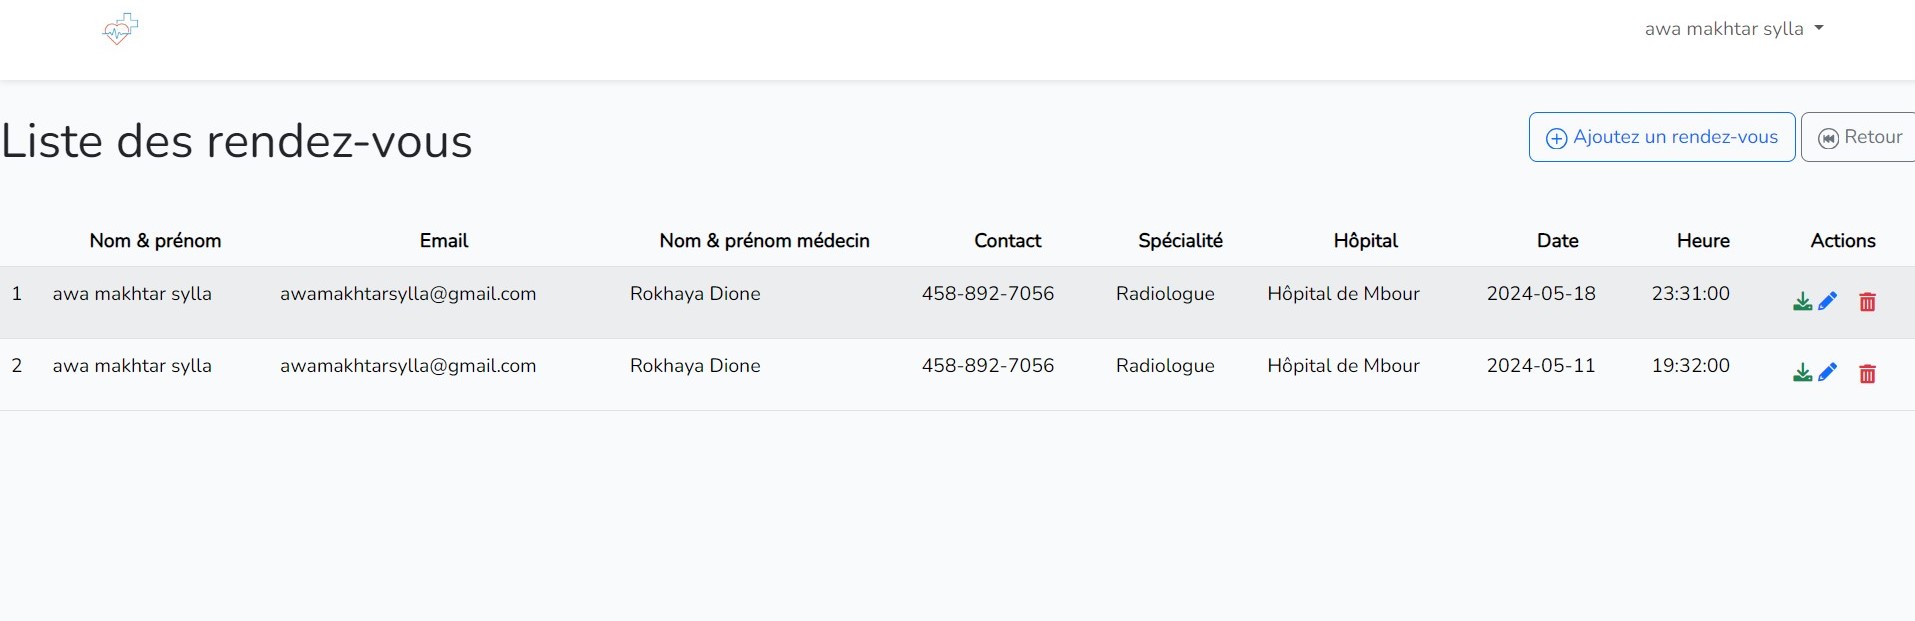 awa makhtar sylla
Liste des rendez-vous
Ajoutez un rendez-vous
Retour
Nom & prénom Email Nom & prénom médecin Contact Spécialité Hôpital Date Heure Actions
1 awa makhtar sylla awamakhtarsylla@gmail.com Rokhaya Dione 458-892-7056 Radiologue Hôpital de Mbour 2024-05-18 23:31:00
2 awa makhtar sylla awamakhtarsylla@gmail.com Rokhaya Dione 458-892-7056 Radiologue Hôpital de Mbour 2024-05-11 19:32:00